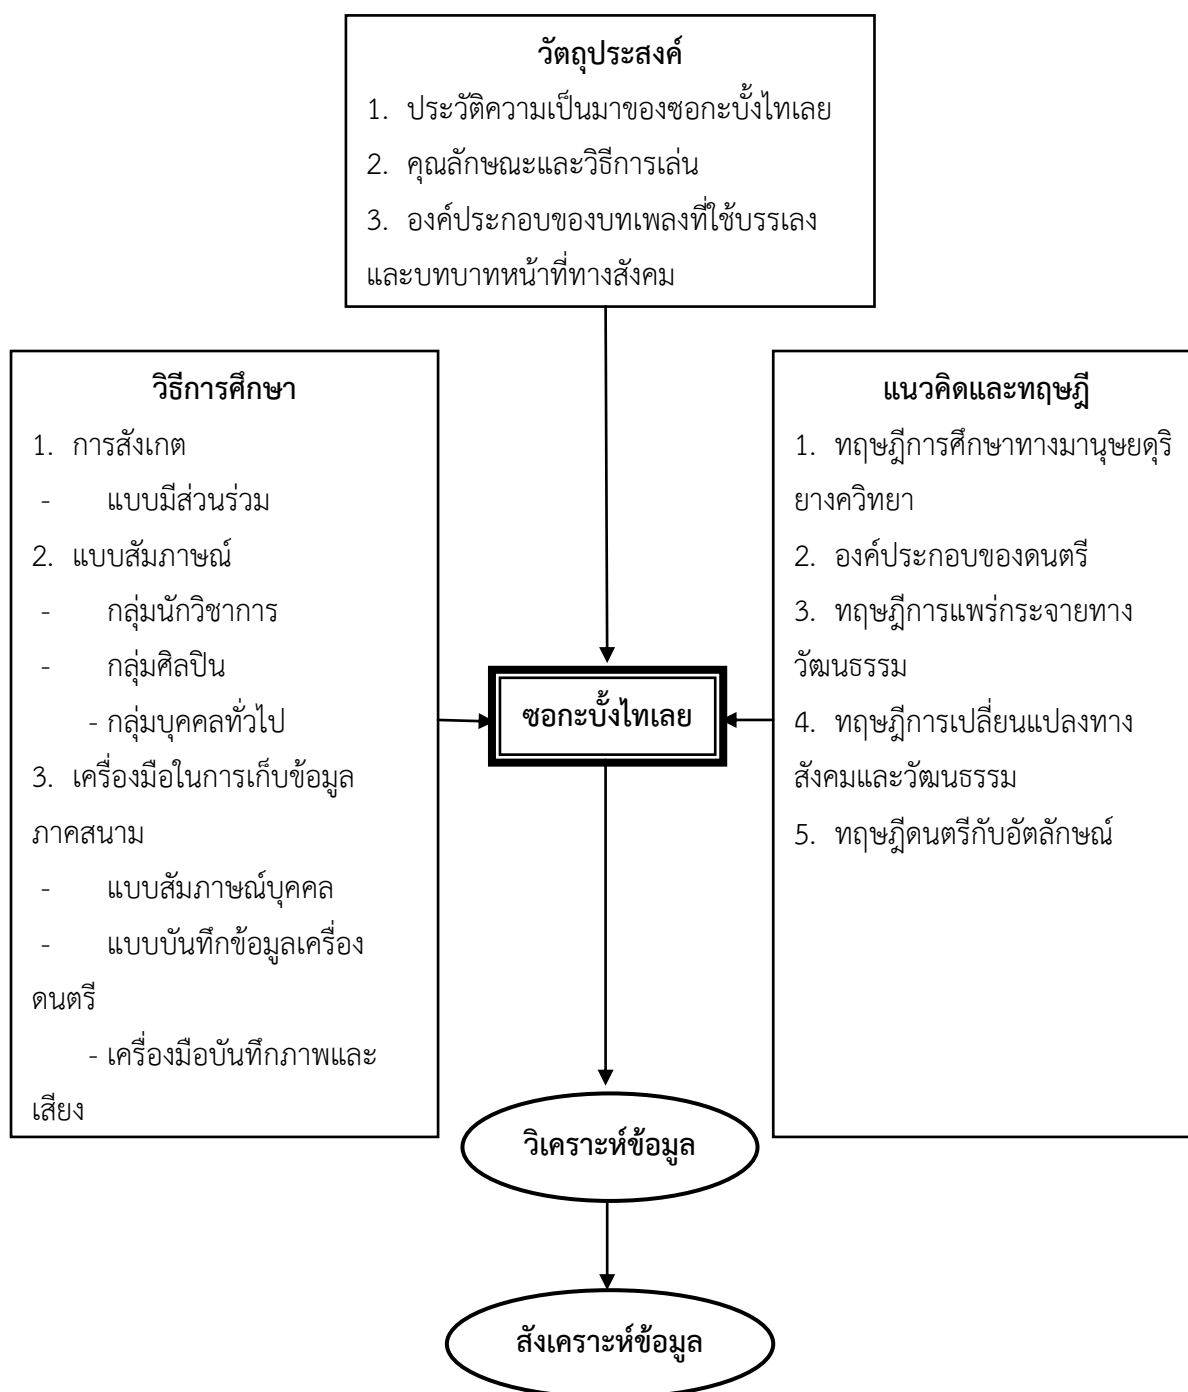 วัตถุประสงค์
1. ประวัติความเป็นมาของซอกะบั้งไทเลย
2. คุณลักษณะและวิธีการเล่น
3. องค์ประกอบของบทเพลงที่ใช้บรรเลง
และบทบาทหน้าที่ทางสังคม
วิธีการศึกษา
1. การสังเกต
- แบบมีส่วนร่วม
2. แบบสัมภาษณ์
- กลุ่มนักวิชาการ
- กลุ่มศิลปิน
- กลุ่มบุคคลทั่วไป
3. เครื่องมือในการเก็บข้อมูล
ภาคสนาม
- แบบสัมภาษณ์บุคคล
- แบบบันทึกข้อมูลเครื่อง
ดนตรี
- เครื่องมือบันทึกภาพและ
เสียง
แนวคิดและทฤษฎี
1. ทฤษฎีการศึกษาทางมานุษยดุริ
ยางควิทยา
2. องค์ประกอบของดนตรี
3. ทฤษฎีการแพร่กระจายทาง
วัฒนธรรม
4. ทฤษฎีการเปลี่ยนแปลงทาง
สังคมและวัฒนธรรม
5. ทฤษฎีดนตรีกับอัตลักษณ์
ซอกะบั้งไทเลย
วิเคราะห์ข้อมูล
สังเคราะห์ข้อมูล